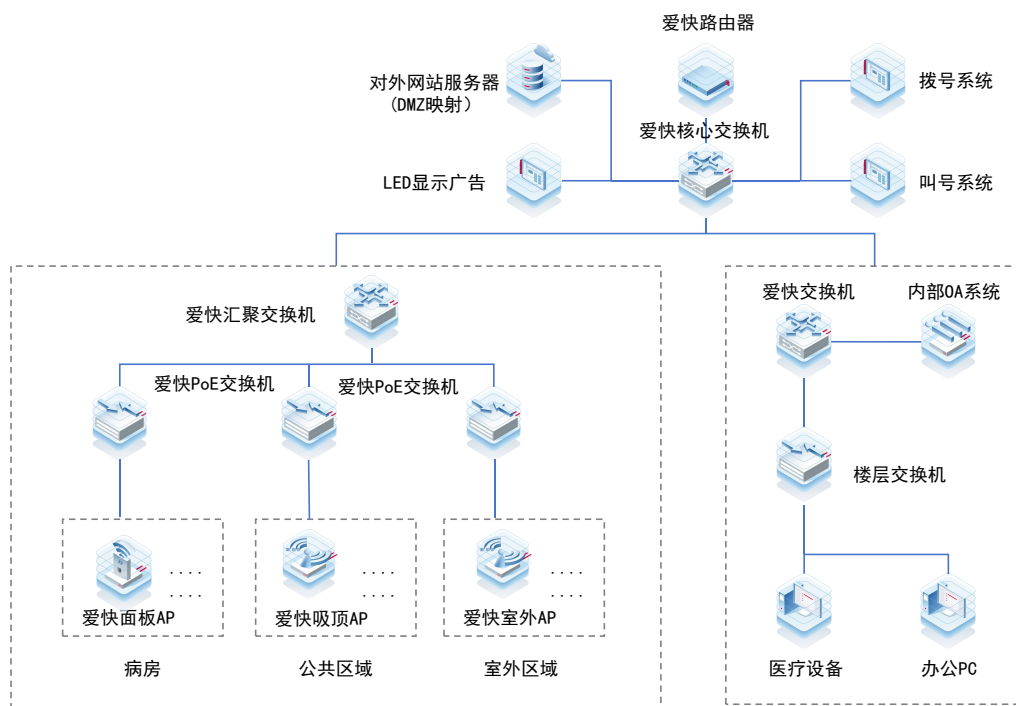 爱快路由器
对外网站服务器
(DMZ映射）
拨号系统
爱快核心交换机
LED显示广告
叫号系统
爱快汇聚交换机
爱快交换机
内部OA系统
爱快PoE交换机
爱快PoE交换机
楼层交换机
....
....
....
....
....
....
爱快面板AP
爱快吸顶AP
爱快室外AP
病房
公共区域
室外区域
医疗设备
办公PC